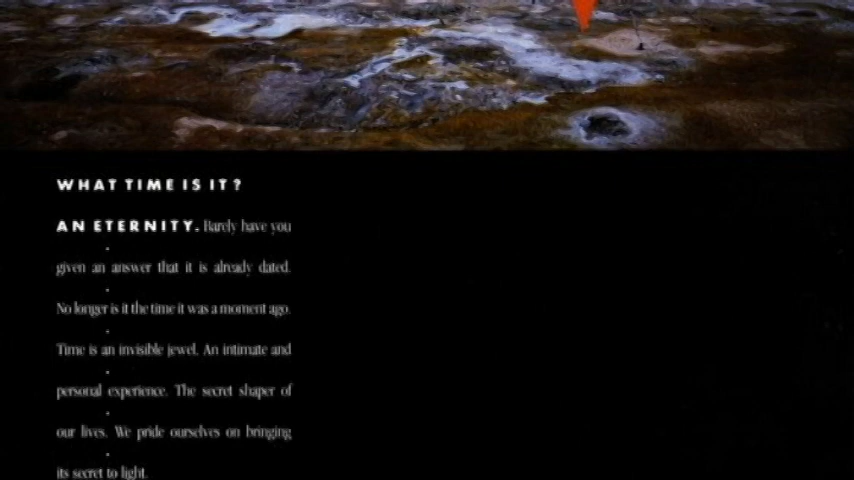 WHAT TIME IS IT?
AN ETERNITY. Barely have you
given an answer that it is already dated.
No longer is it the time it was a moment ago.
Time is an invisible jewel. An intimate and
personal experience. The secret shaper of
our lives. We pride ourselves on bringing
its secret to light.